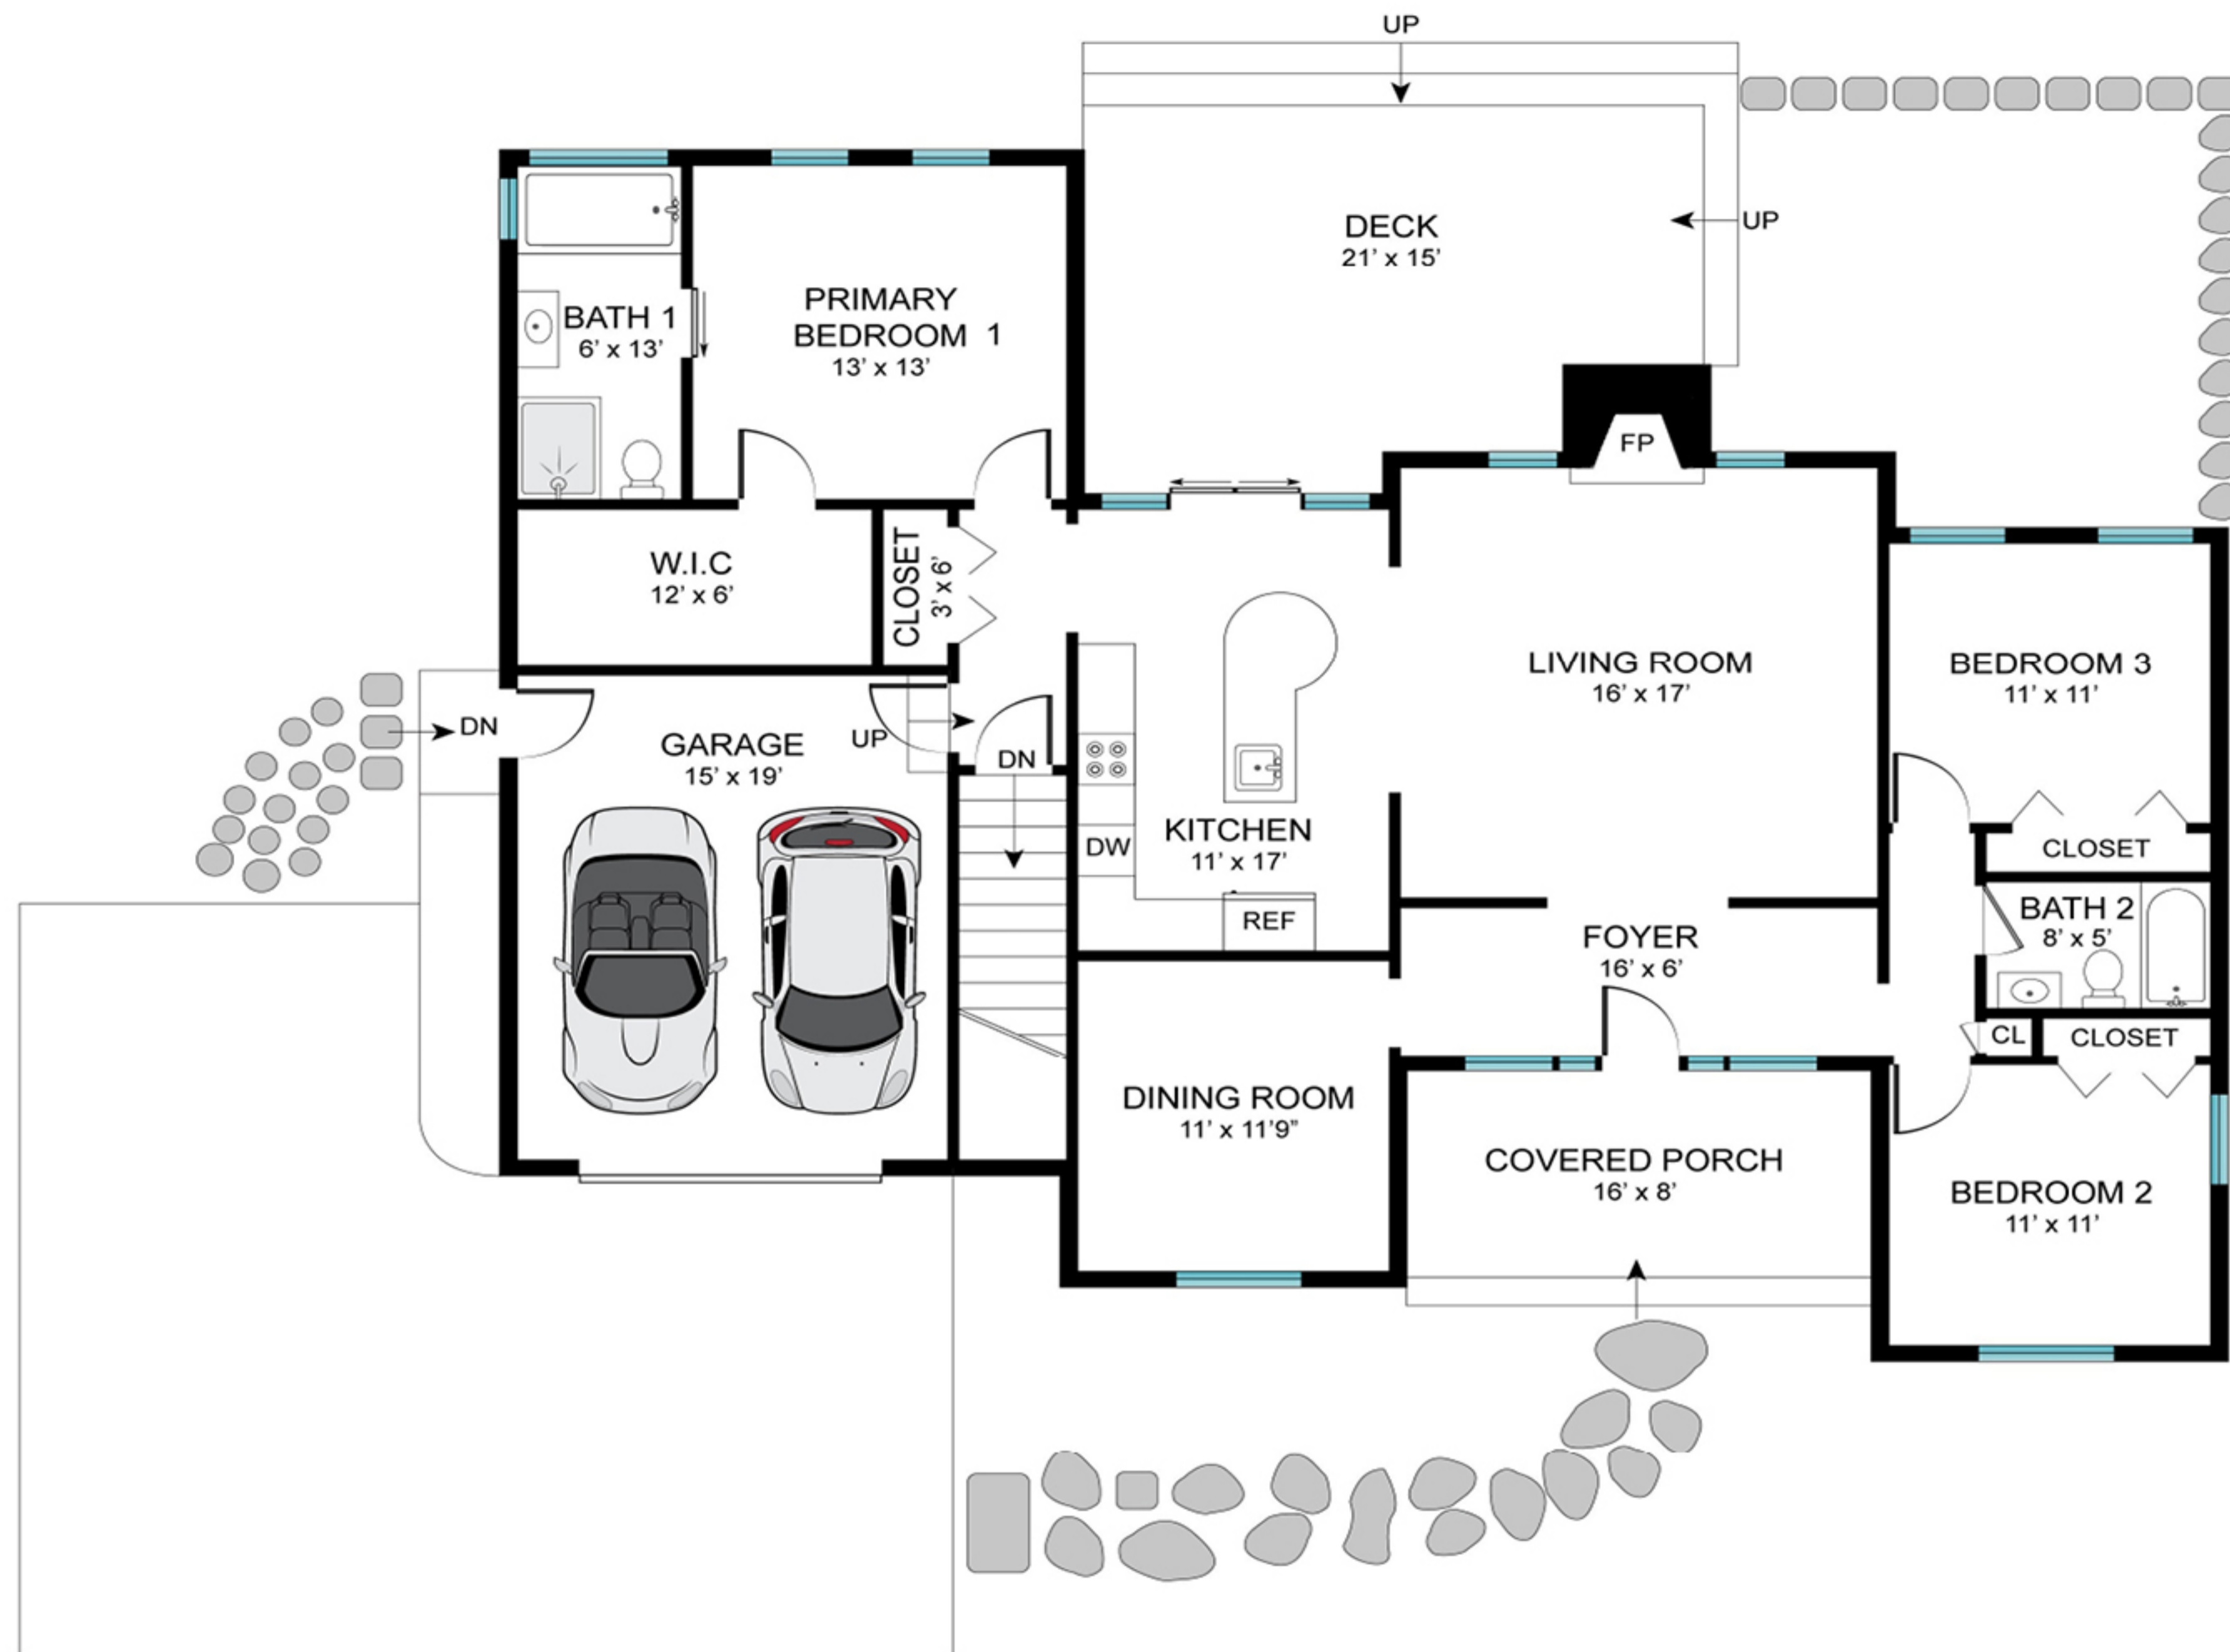 UP
DECK
21’ x 15’
UP
BATH 1
6’ x 13’
PRIMARY
BEDROOM 1
13’ x 13’
FP
W.I.C
12’ x 6’
CLOSET
3’ x 6’
LIVING ROOM
16’ x 17’
BEDROOM 3
11’ x 11’
DN
GARAGE
15’ x 19’
UP
DN
KITCHEN
11’ x 17’
DW
REF
CLOSET
BATH 2
8’ x 5’
FOYER
16’ x 6’
CL
CLOSET
DINING ROOM
11’ x 11’9”
COVERED PORCH
16’ x 8’
BEDROOM 2
11’ x 11’